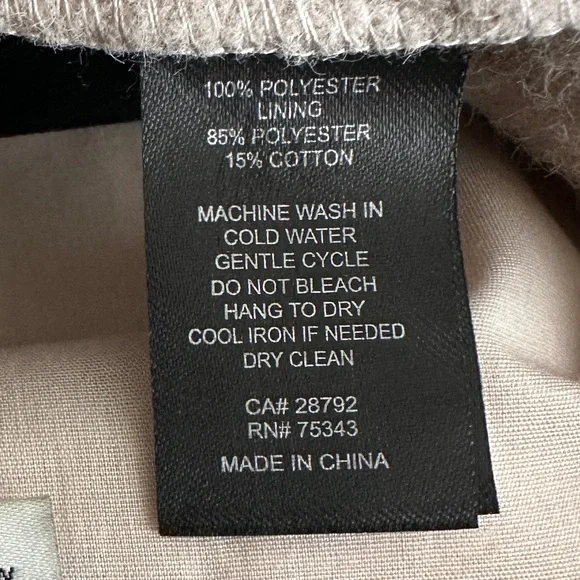 100% POLYESTER
LINING
85% POLYESTER
15% COTTON
MACHINE WASH IN
COLD WATER
GENTLE CYCLE
DO NOT BLEACH
HANG TO DRY
COOL IRON IF NEEDED
DRY CLEAN
CA# 28792
RN# 75343
MADE IN CHINA